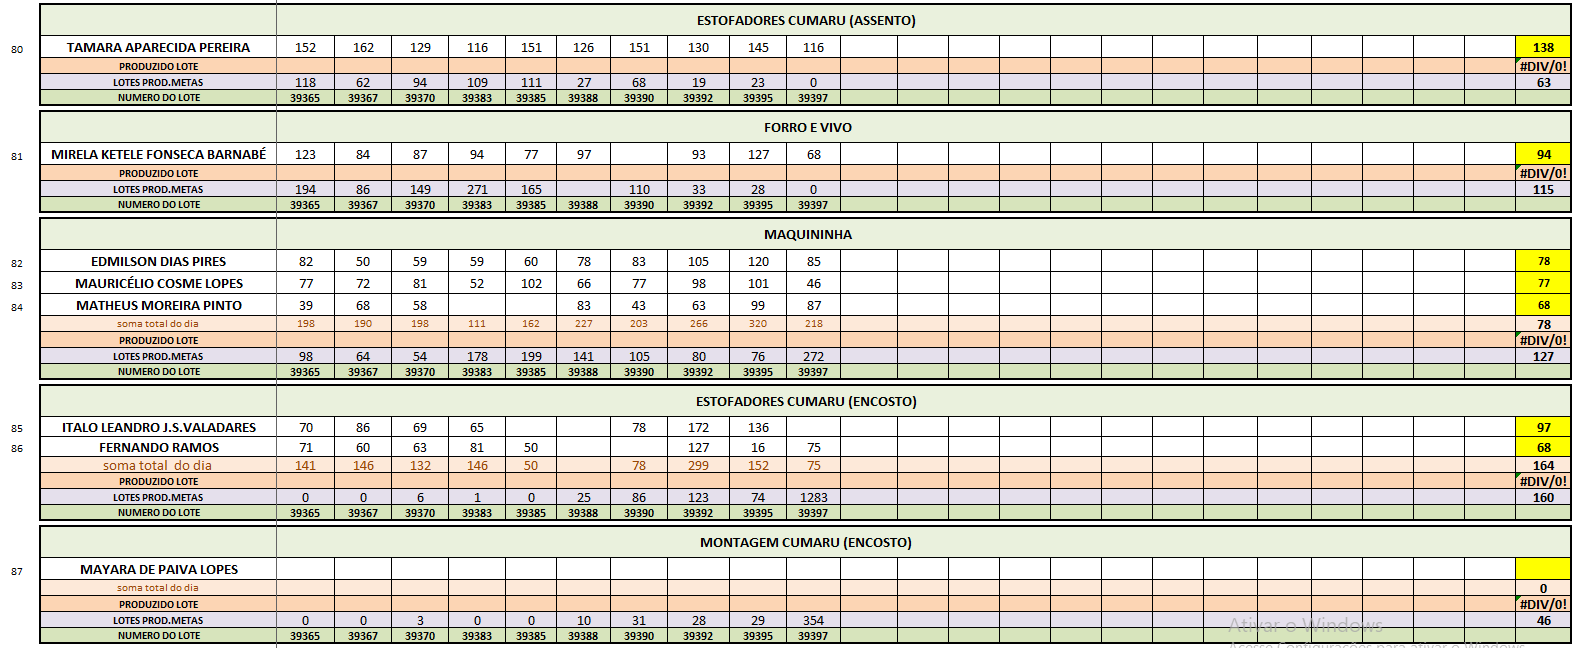 ESTOFADORES CUMARU (ASSENTO)
80 TAMARA APARECIDA PEREIRA 152 162 129 116 151 126 151 130 145 116 138
PRODUZIDO LOTE #DIV/0!
LOTES PROD.METAS 118 62 94 109 111 27 68 19 23 0 63
NUMERO DO LOTE 39365 39367 39370 39383 39385 39388 39390 39392 39395 39397
FORRO E VIVO
81 MIRELA KETELE FONSECA BARNABÉ 123 84 87 94 77 97 93 127 68 94
PRODUZIDO LOTE #DIV/0!
LOTES PROD.METAS 194 86 149 271 165 110 33 28 0 115
NUMERO DO LOTE 39365 39367 39370 39383 39385 39388 39390 39392 39395 39397
MAQUININHA
82 EDMILSON DIAS PIRES 82 50 59 59 60 78 83 105 120 85 78
83 MAURICÉLIO COSME LOPES 77 72 81 52 102 66 77 98 101 46 77
84 MATHEUS MOREIRA PINTO 39 68 58 83 43 63 99 87 68
soma total do dia 198 190 198 111 162 227 203 266 320 218 78
PRODUZIDO LOTE #DIV/0!
LOTES PROD.METAS 98 64 54 178 199 141 105 80 76 272 127
NUMERO DO LOTE 39365 39367 39370 39383 39385 39388 39390 39392 39395 39397
ESTOFADORES CUMARU (ENCOSTO)
85 ITALO LEANDRO J.S.VALADARES 70 86 69 65 78 172 136 97
86 FERNANDO RAMOS 71 60 63 81 50 127 16 75 68
soma total do dia 141 146 132 146 50 78 299 152 75 164
PRODUZIDO LOTE #DIV/0!
LOTES PROD.METAS 0 0 6 1 0 25 86 123 74 1283 160
NUMERO DO LOTE 39365 39367 39370 39383 39385 39388 39390 39392 39395 39397
MONTAGEM CUMARU (ENCOSTO)
87 MAYARA DE PAIVA LOPES
soma total do dia 0
PRODUZIDO LOTE #DIV/0!
LOTES PROD.METAS 0 0 3 0 0 10 31 28 29 354 46
NUMERO DO LOTE 39365 39367 39370 39383 39385 39388 39390 39392 39395 39397
Ativar o Windows
Acesse Configurações para ativar o Windows.